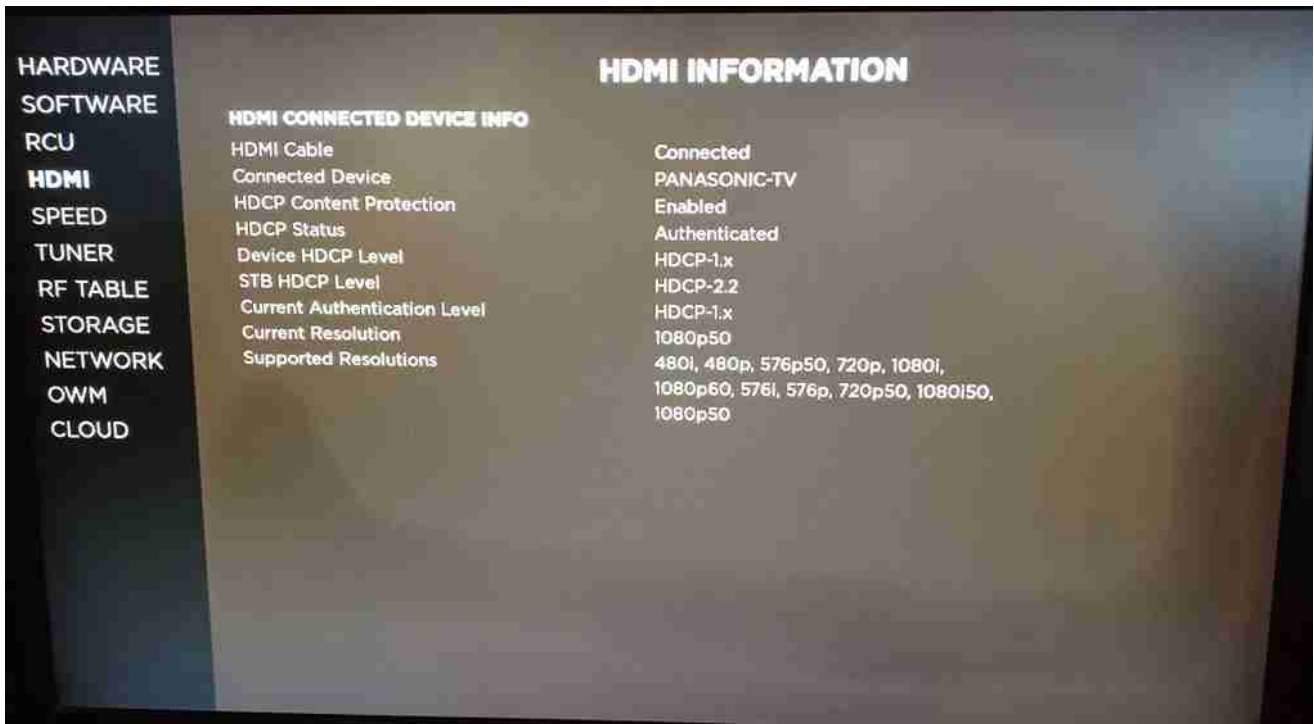 HARDWARE
SOFTWARE
RCU
HDMI
SPEED
TUNER
RF TABLE
STORAGE
NETWORK
OWM
CLOUD
HDMI INFORMATION
HDMI CONNECTED DEVICE INFO
HDMI Cable Connected
Connected Device PANASONIC-TV
HDCP Content Protection Enabled
HDCP Status Authenticated
Device HDCP Level HDCP-1.x
STB HDCP Level HDCP-2.2
Current Authentication Level HDCP-1.x
Current Resolution 1080p50
Supported Resolutions 480i, 480p, 576p50, 720p, 1080i,
1080p60, 576i, 576p, 720p50, 1080i50,
1080p50